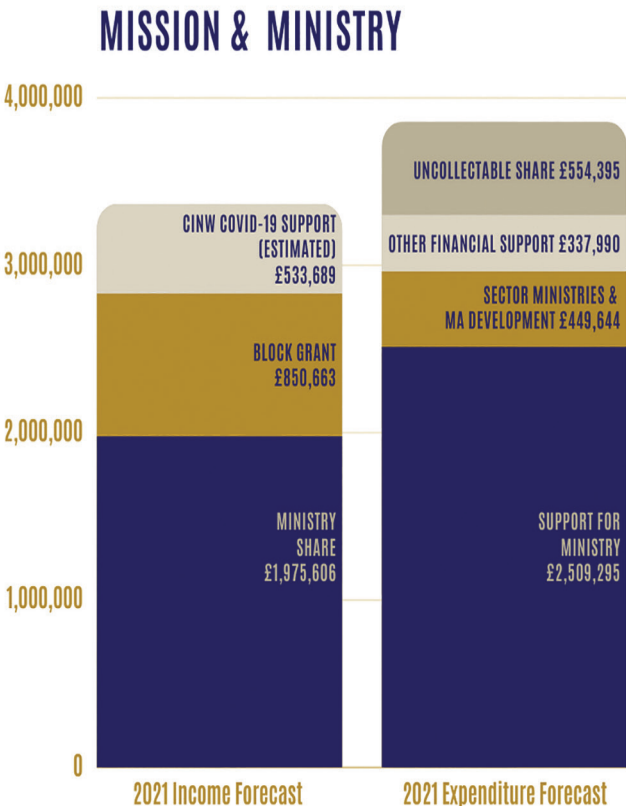 MISSION & MINISTRY
4,000,000
3,000,000
2,000,000
1,000,000
0
CINW COVID-19 SUPPORT
(ESTIMATED)
£533,689
BLOCK GRANT
£850,663
MINISTRY
SHARE
£1,975,606
2021 Income Forecast
UNCOLLECTABLE SHARE £554,395
OTHER FINANCIAL SUPPORT £337,990
SECTOR MINISTRIES &
MA DEVELOPMENT £449,644
SUPPORT FOR
MINISTRY
£2,509,295
2021 Expenditure Forecast